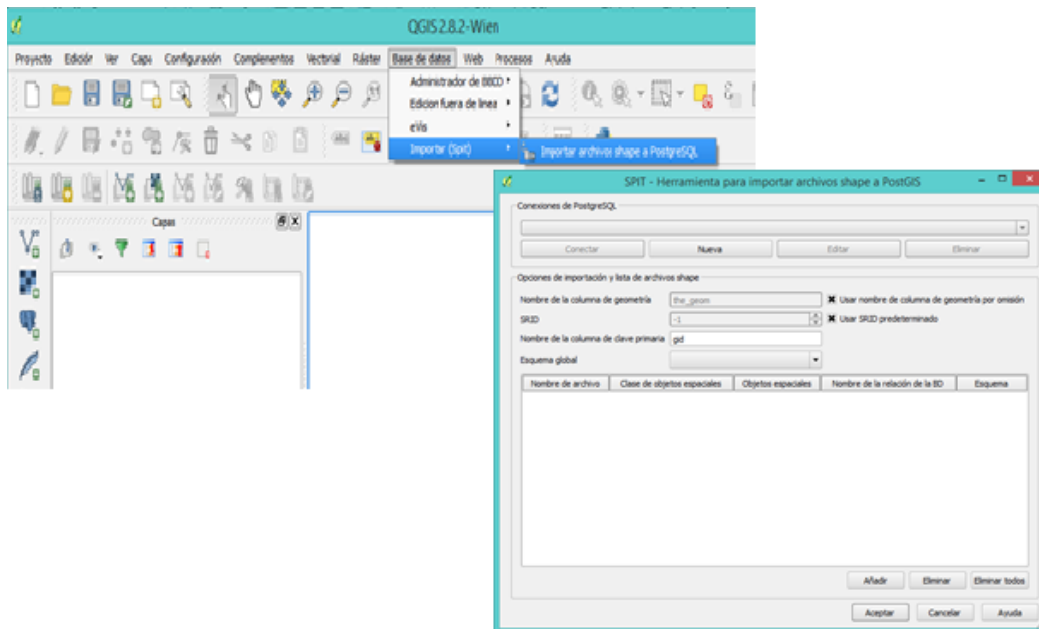 QGIS 2.8.2-Wien
Proyecto Edición Ver Capa Configuración Complementos Vectorial Ráster Base de datos Web Procesos Ayuda
Administrador de BBDD
Edicion fuera de linea
eVis
Importar (Spit)
Importar archivos shape a PostgreSQL
Capas
SPIT - Herramienta para importar archivos shape a PostGIS
Conexiones de PostgreSQL
Conectar Nueva Editar Eliminar
Opciones de importación y lista de archivos shape
Nombre de la columna de geometría the_geom Usar nombre de columna de geometría por omisión
SRID -1 Usar SRID predeterminado
Nombre de la columna de clave primaria gid
Esquema global
Nombre de archivo Clase de objetos espaciales Objetos espaciales Nombre de la relación de la BD Esquema
Añadir Eliminar Eliminar todos
Aceptar Cancelar Ayuda